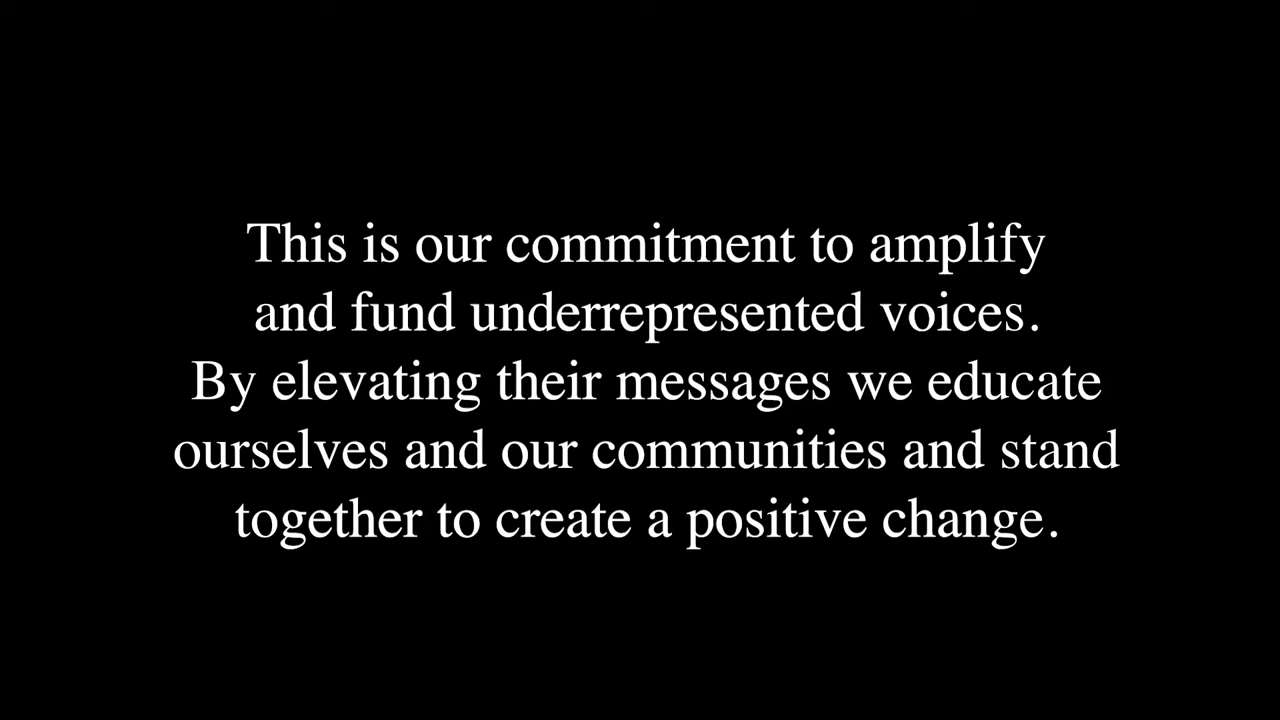 This is our commitment to amplify
and fund underrepresented voices.
By elevating their messages we educate
ourselves and our communities and stand
together to create a positive change.